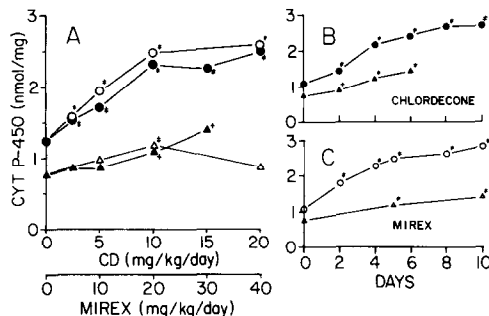 A
CYT P-450 (nmol/mg)
3
2
1
0
0 5 10 15 20
CD (mg/kg/day)
0 10 20 30 40
MIREX (mg/kg/day)
B
3
2
1
0
CHLORDECONE
C
3
2
1
0
MIREX
0 2 4 6 8 10
DAYS